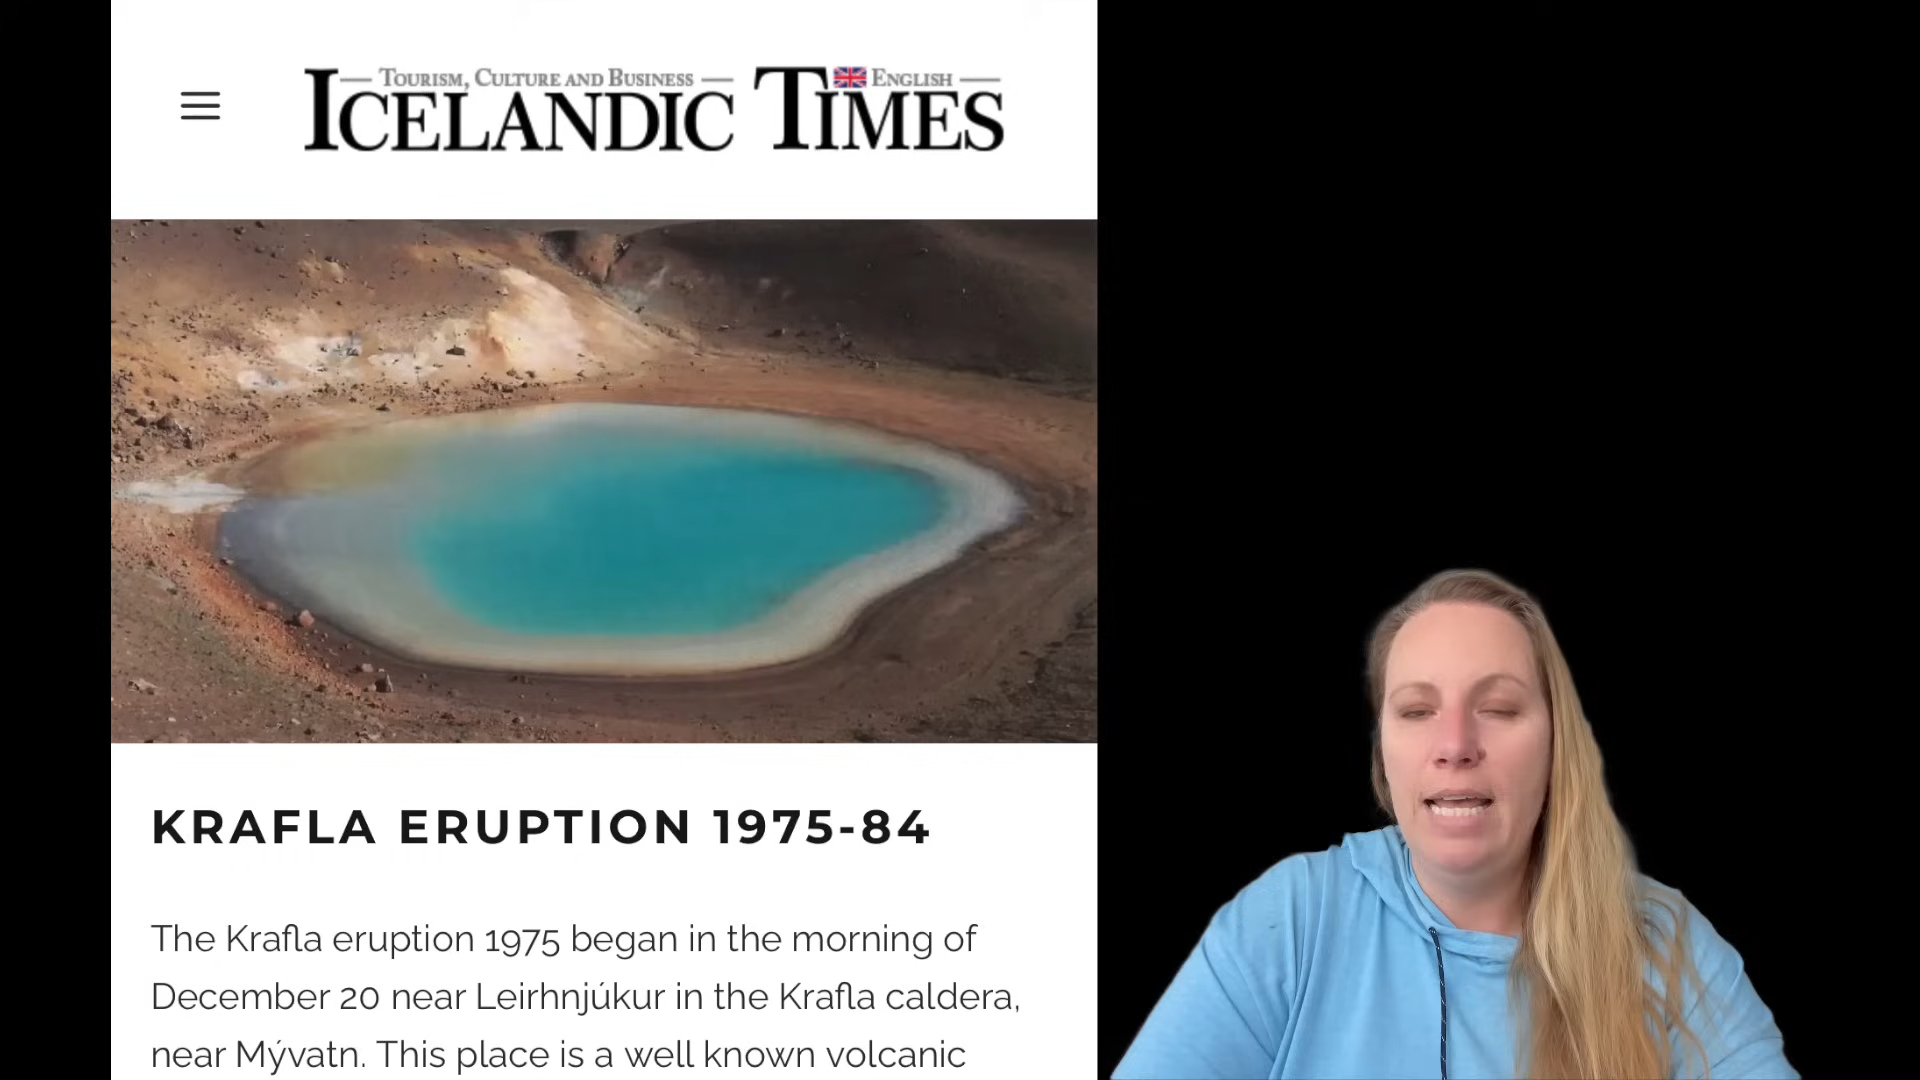 TOURISM, CULTURE AND BUSINESS
ENGLISH
ICELANDIC TIMES
KRAFLA ERUPTION 1975-84
The Krafla eruption 1975 began in the morning of
December 20 near Leirhnjúkur in the Krafla caldera,
near Mývatn. This place is a well known volcanic